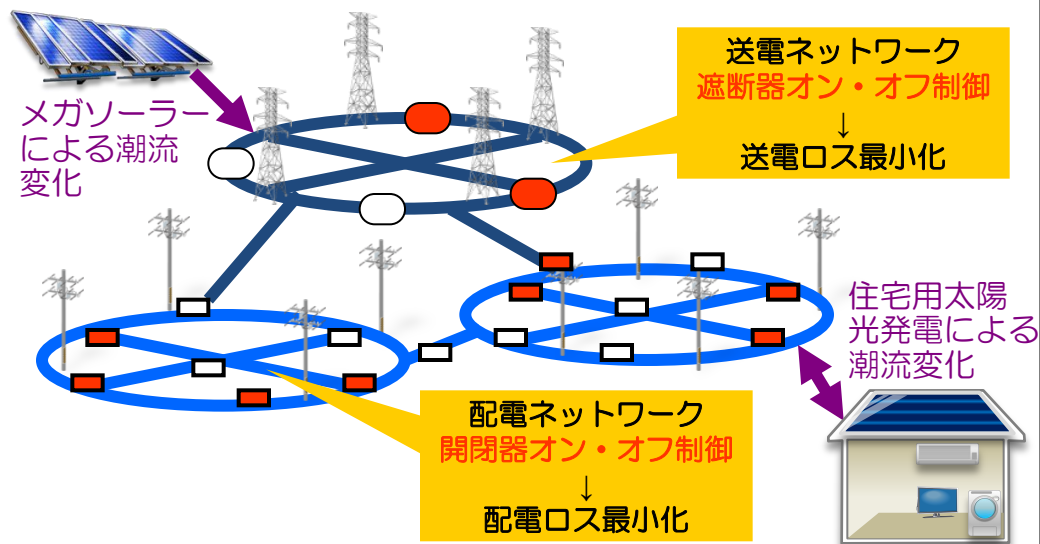 メガソーラー
による潮流
変化
送電ネットワーク
遮断器オン・オフ制御
↓
送電ロス最小化
住宅用太陽
光発電による
潮流変化
配電ネットワーク
開閉器オン・オフ制御
↓
配電ロス最小化